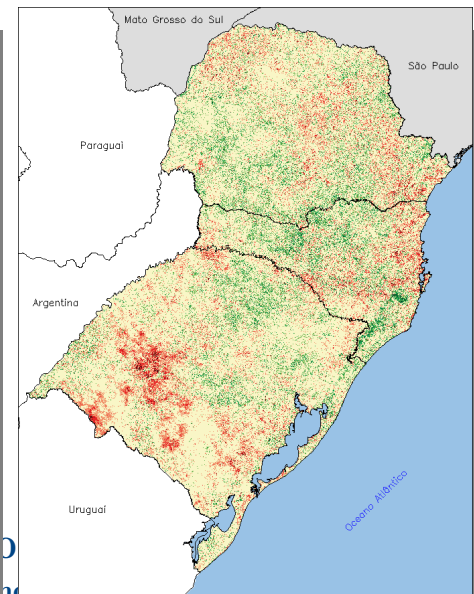 Mato Grosso do Sul
São Paulo
Paraguai
Argentina
Uruguai
Oceano Atlântico